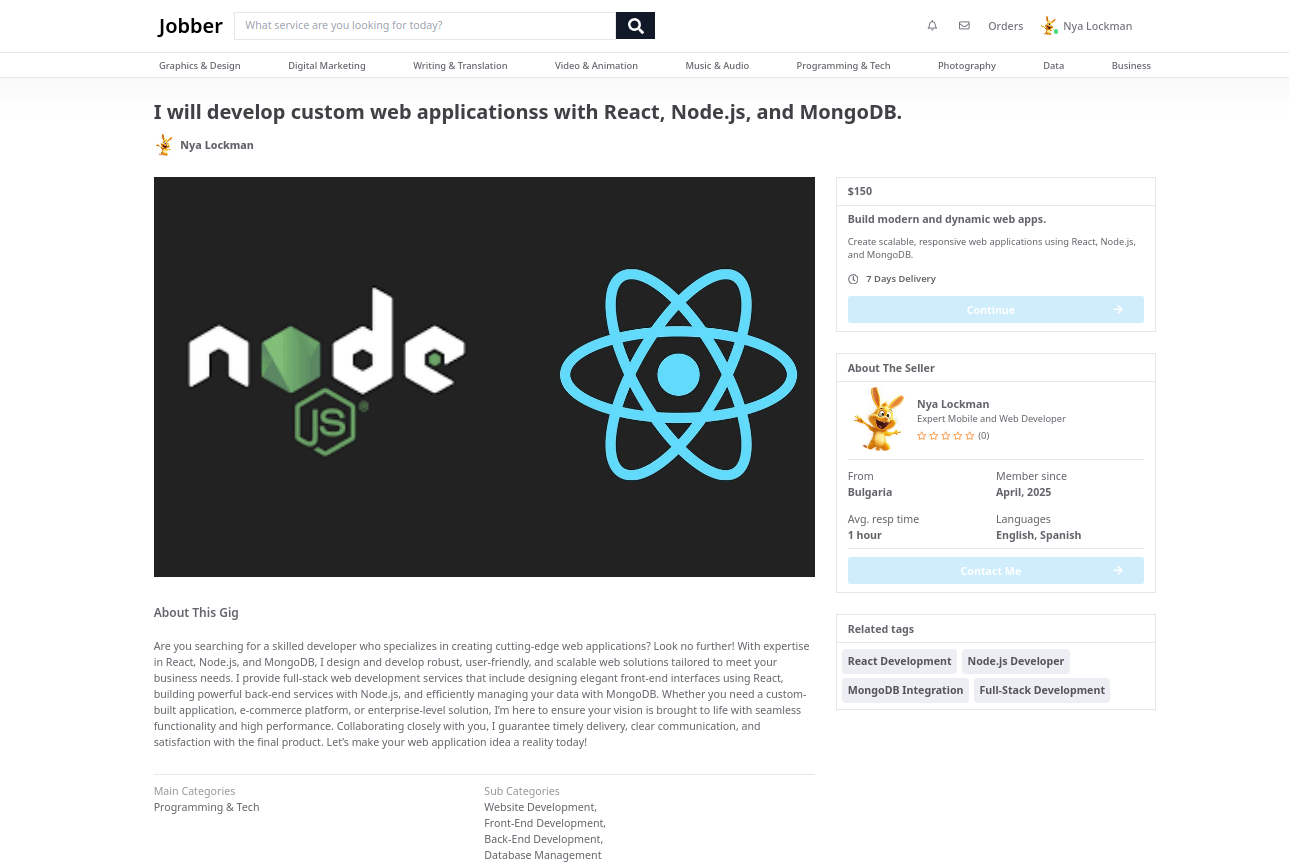 Jobber
What service are you looking for today?
Orders
Nya Lockman
Graphics & Design
Digital Marketing
Writing & Translation
Video & Animation
Music & Audio
Programming & Tech
Photography
Data
Business
I will develop custom web applicationss with React, Node.js, and MongoDB.
Nya Lockman
node
JS®
$150
Build modern and dynamic web apps.
Create scalable, responsive web applications using React, Node.js,
and MongoDB.
7 Days Delivery
Continue
About The Seller
Nya Lockman
Expert Mobile and Web Developer
(0)
From
Bulgaria
Member since
April, 2025
Avg. resp time
1 hour
Languages
English, Spanish
Contact Me
Related tags
React Development
Node.js Developer
MongoDB Integration
Full-Stack Development
About This Gig
Are you searching for a skilled developer who specializes in creating cutting-edge web applications? Look no further! With expertise
in React, Node.js, and MongoDB, I design and develop robust, user-friendly, and scalable web solutions tailored to meet your
business needs. I provide full-stack web development services that include designing elegant front-end interfaces using React,
building powerful back-end services with Node.js, and efficiently managing your data with MongoDB. Whether you need a custom-
built application, e-commerce platform, or enterprise-level solution, I'm here to ensure your vision is brought to life with seamless
functionality and high performance. Collaborating closely with you, I guarantee timely delivery, clear communication, and
satisfaction with the final product. Let's make your web application idea a reality today!
Main Categories
Programming & Tech
Sub Categories
Website Development,
Front-End Development,
Back-End Development,
Database Management